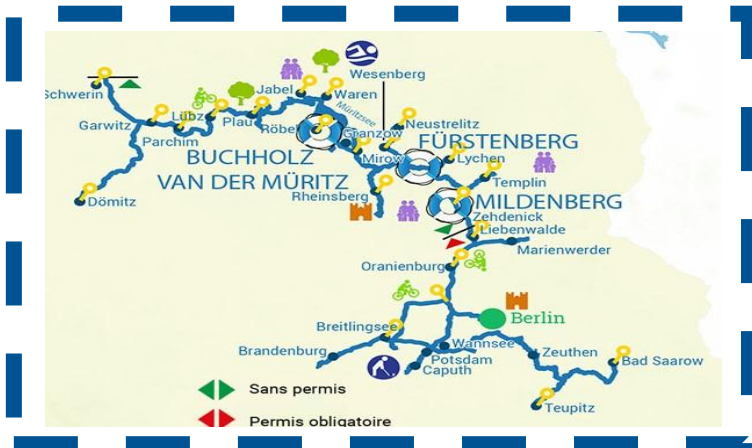 Wesenberg
Jabel
Waren
Schwerin
Müritzsee
Lübz
Plau
Röbel
Garwitz
Parchim
Granzow
Neustrelitz
FÜRSTENBERG
BUCHHOLZ
VAN DER MÜRITZ
Mirow
Lychen
Templin
Rheinsberg
Dömitz
MILDENBERG
Zehdenick
Liebenwalde
Marienwerder
Oranienburg
Berlin
Breitlingsee
Brandenburg
Wannsee
Potsdam
Caputh
Zeuthen
Bad Saarow
Teupitz
Sans permis
Permis obligatoire